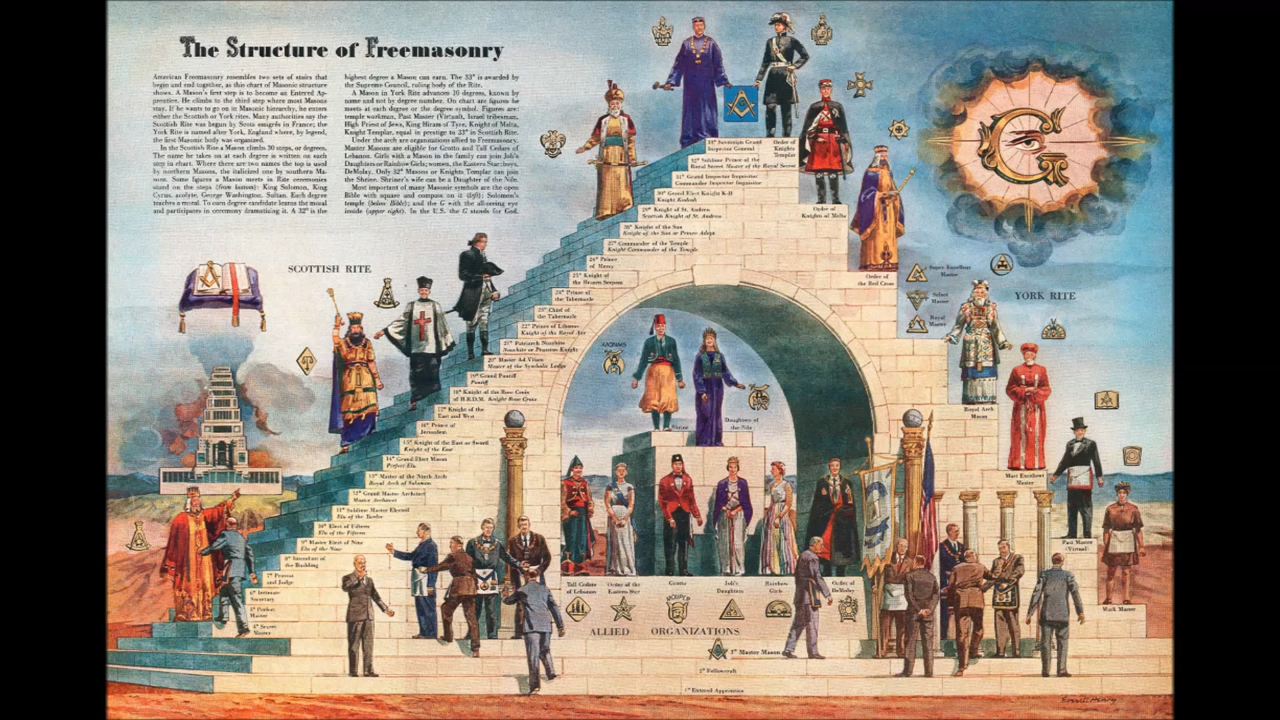 The Structure of Freemasonry
American Freemasonry resembles two sets of stairs that
begin and end together, as this chart of Masonic structure
shows. A Mason's first step is to become an Entered Ap-
prentice. He climbs to the third step where most Masons
stay. If he wants to go on in Masonic hierarchy, he enters
either the Scottish or York rites. Many authorities say the
Scottish Rite was begun by Scots emigrés in France; the
York Rite is named after York, England where, by legend,
the first Masonic body was organized.
In the Scottish Rite a Mason climbs 30 steps, or degrees.
The name he takes on at each degree is written on each
step in chart. Where there are two names the top is used
by northern Masons, the italicized one by southern Ma-
sons. Some figures a Mason meets in Rite ceremonies
stand on the steps (from bottom): King Solomon, King
Cyrus, acolyte, George Washington, Sultan. Each degree
teaches a moral. To earn degree candidate learns the moral
and participates in ceremony dramatizing it. A 32° is the
highest degree a Mason can earn. The 33° is awarded by
the Supreme Council, ruling body of the Rite.
A Mason in York Rite advances 10 degrees, known by
name and not by degree number. On chart are figures he
meets at each degree or the degree symbol. Figures are:
temple workman, Past Master (Virtual), Israel tribesman,
High Priest of Jews, King Hiram of Tyre, Knight of Malta,
Knight Templar, equal in prestige to 33° in Scottish Rite.
Under the arch are organizations allied to Freemasonry.
Master Masons are eligible for Grotto and Tall Cedars of
Lebanon. Girls with a Mason in the family can join Job's
Daughters or Rainbow Girls; women, the Eastern Star; boys,
DeMolay. Only 32° Masons or Knights Templar can join
the Shrine. Shriner's wife can be a Daughter of the Nile.
Most important of many Masonic symbols are the open
Bible with square and compass on it (left); Solomon's
temple (below Bible); and the G with the all-seeing eye
inside (upper right). In the U.S. the G stands for God.
SCOTTISH RITE
YORK RITE
G
33° Sovereign Grand
Inspector General
32° Sublime Prince of the
Royal Secret Master of the Royal Secret
31° Grand Inspector Inquisitor
Commander Inspector Inquisitor
30° Grand Elect Knight K-H
Knight Kadosh
29° Knight of St. Andrew
Scottish Knight of St. Andrew
28° Knight of the Sun
Knight of the Sun or Prince Adept
27° Commander of the Temple
Knight Commander of the Temple
26° Prince
of Mercy
25° Knight of
the Brazen Serpent
24° Prince of
the Tabernacle
23° Chief of
the Tabernacle
22° Prince of Libanus
Knight of the Royal Axe
21° Patriarch Noachite
Noachite or Prussian Knight
20° Master Ad Vitam
Master of the Symbolic Lodge
19° Grand Pontiff
Pontiff
18° Knight of the Rose Croix
of H.R.D.M. Knight Rose Croix
17° Knight of the
East and West
16° Prince of
Jerusalem
15° Knight of the East or Sword
Knight of the East
14° Grand Elect Mason
Perfect Elu
13° Master of the Ninth Arch
Royal Arch of Solomon
12° Grand Master Architect
Master Architect
11° Sublime Master Elected
Elu of the Twelve
10° Elect of Fifteen
Elu of the Fifteen
9° Master Elect of Nine
Elu of the Nine
8° Intendant of
the Building
7° Provost
and Judge
6° Intimate
Secretary
5° Perfect
Master
4° Secret
Master
Order of
Knights
Templar
Order of
Knights of Malta
Order of
the Red Cross
Super Excellent
Master
Select
Master
Royal
Master
Royal Arch
Mason
Most Excellent
Master
Past Master
(Virtual)
Mark Master
Shrine
Daughters of
the Nile
Tall Cedars
of Lebanon
Order of the
Eastern Star
Grotto
Job's
Daughters
Rainbow
Girls
Order of
DeMolay
ALLIED ORGANIZATIONS
3° Master Mason
2° Fellowcraft
1° Entered Apprentice